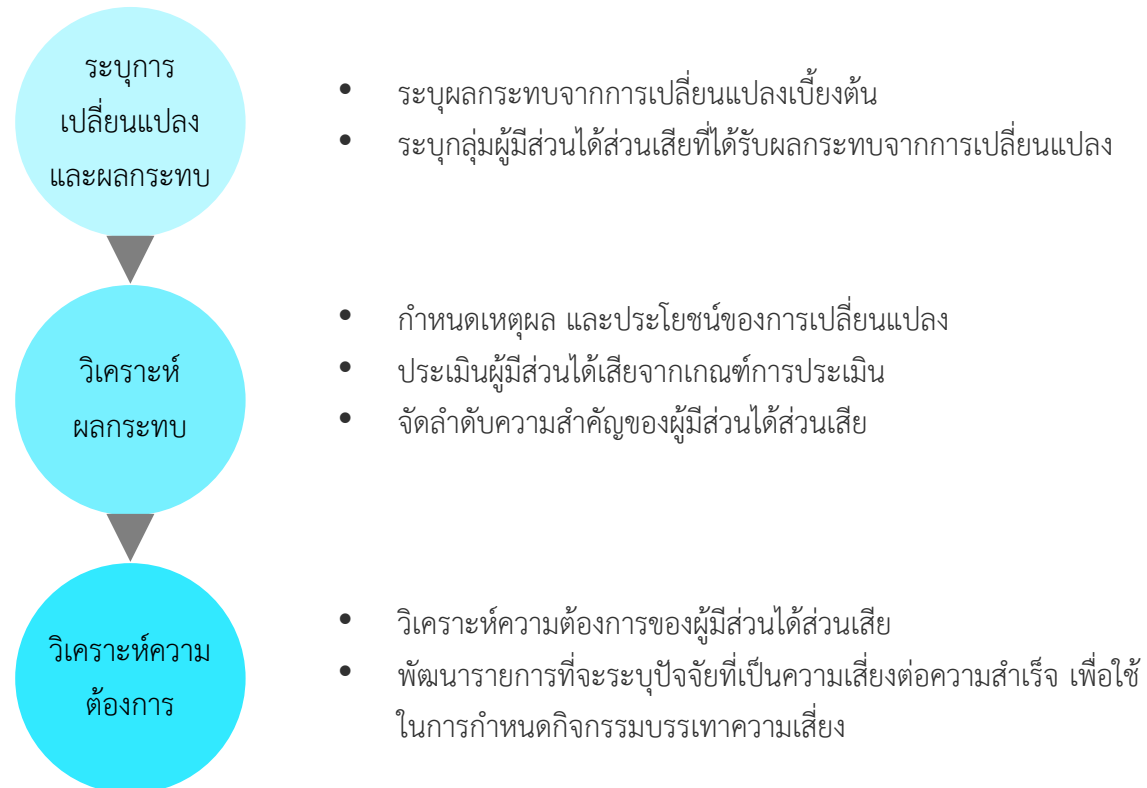 ระบุการ
เปลี่ยนแปลง
และผลกระทบ
• ระบุผลกระทบจากการเปลี่ยนแปลงเบี้ยงต้น
• ระบุกลุ่มผู้มีส่วนได้ส่วนเสียที่ได้รับผลกระทบจากการเปลี่ยนแปลง
วิเคราะห์
ผลกระทบ
• กำหนดเหตุผล และประโยชน์ของการเปลี่ยนแปลง
• ประเมินผู้มีส่วนได้เสียจากเกณฑ์การประเมิน
• จัดลำดับความสำคัญของผู้มีส่วนได้ส่วนเสีย
วิเคราะห์ความ
ต้องการ
• วิเคราะห์ความต้องการของผู้มีส่วนได้ส่วนเสีย
• พัฒนารายการที่จะระบุปัจจัยที่เป็นความเสี่ยงต่อความสำเร็จ เพื่อใช้
ในการกำหนดกิจกรรมบรรเทาความเสี่ยง